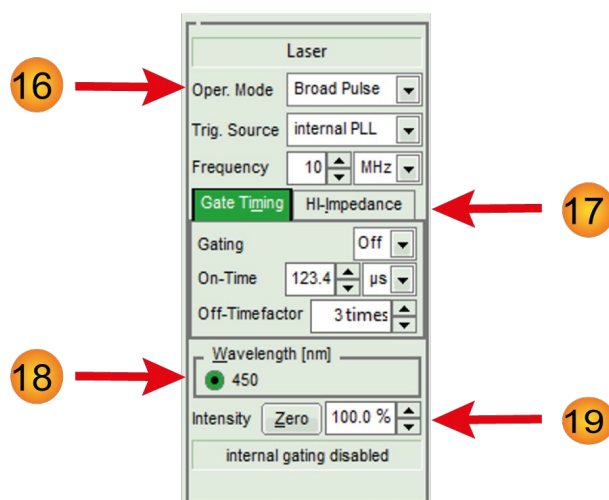 Laser
16 Oper. Mode Broad Pulse
Trig. Source internal PLL
Frequency 10 MHz
Gate Timing HI-Impedance 17
Gating Off
On-Time 123.4 µs
Off-Timefactor 3 times
Wavelength [nm]
18 450
Intensity Zero 100.0 % 19
internal gating disabled